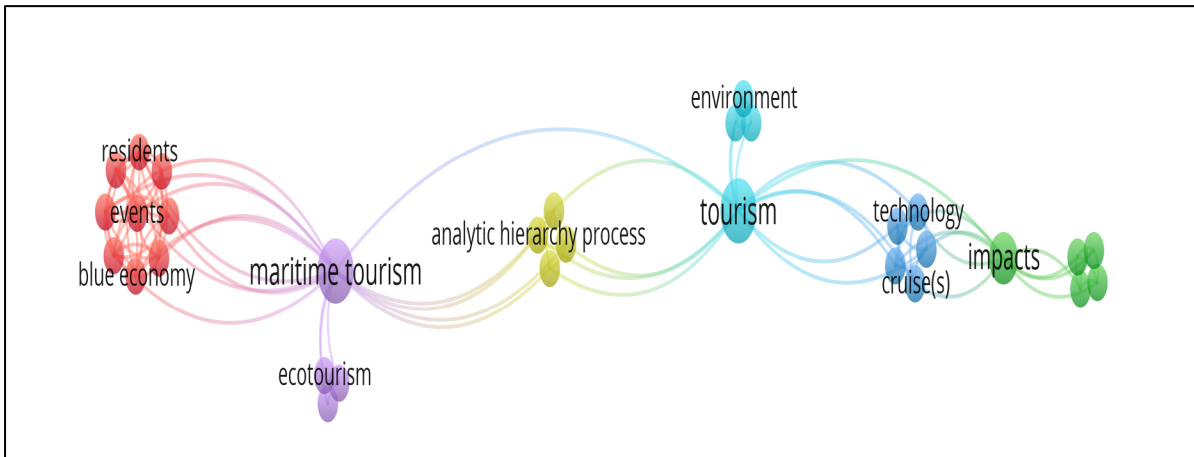 residents
events
blue economy
maritime tourism
ecotourism
analytic hierarchy process
environment
tourism
technology
cruise(s)
impacts